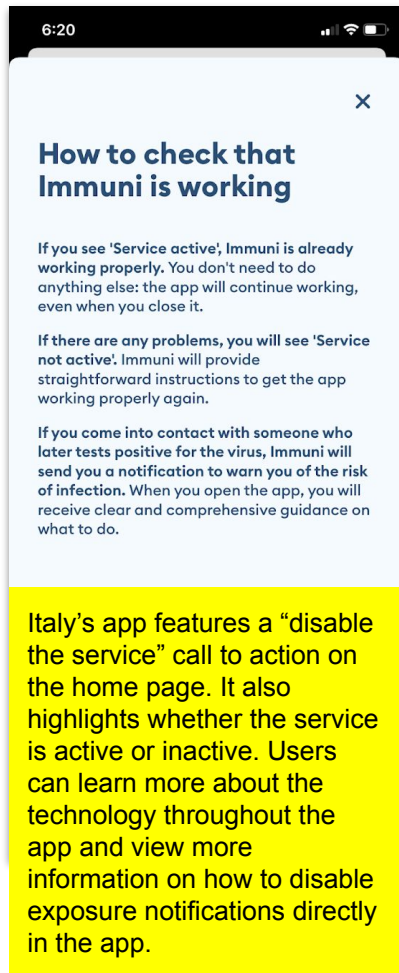 6:20
How to check that
Immuni is working
If you see 'Service active', Immuni is already
working properly. You don't need to do
anything else: the app will continue working,
even when you close it.
If there are any problems, you will see 'Service
not active'. Immuni will provide
straightforward instructions to get the app
working properly again.
If you come into contact with someone who
later tests positive for the virus, Immuni will
send you a notification to warn you of the risk
of infection. When you open the app, you will
receive clear and comprehensive guidance on
what to do.
Italy’s app features a “disable
the service” call to action on
the home page. It also
highlights whether the service
is active or inactive. Users
can learn more about the
technology throughout the
app and view more
information on how to disable
exposure notifications directly
in the app.